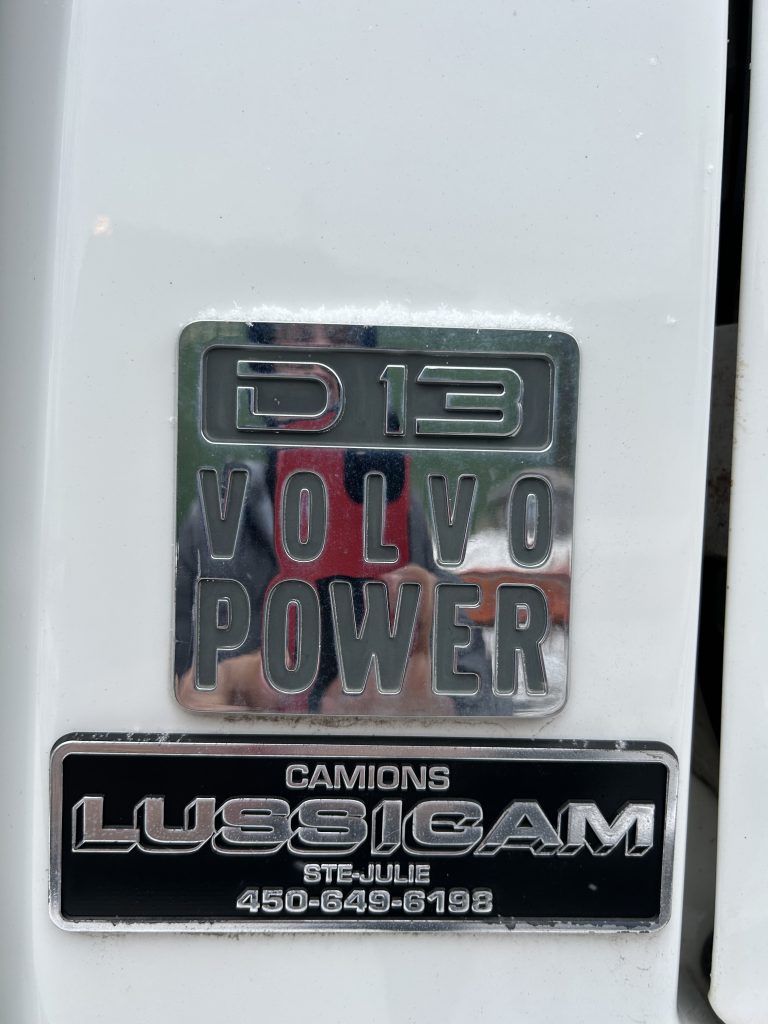 D13
VOLVO
POWER
CAMIONS
LUSSICAM
STE-JULIE
450-649-6198